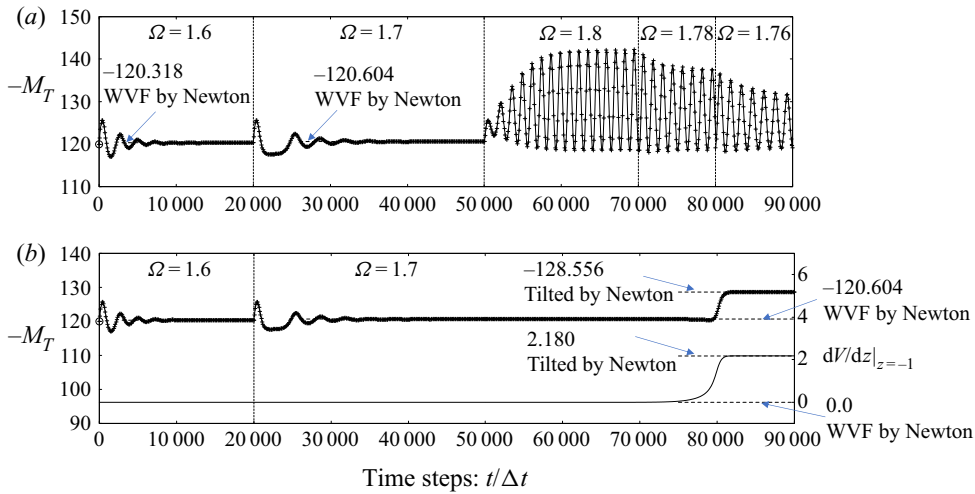 (a)
150
140
130
120
110
–M_T
Ω = 1.6
Ω = 1.7
Ω = 1.8
Ω = 1.78
Ω = 1.76
–120.318
WVF by Newton
–120.604
WVF by Newton
0
10 000
20 000
30 000
40 000
50 000
60 000
70 000
80 000
90 000
(b)
140
130
120
110
100
90
–M_T
Ω = 1.6
Ω = 1.7
–128.556
Tilted by Newton
2.180
Tilted by Newton
6
4
2
0
–120.604
WVF by Newton
dV/dz|_{z=–1}
0.0
WVF by Newton
0
10 000
20 000
30 000
40 000
50 000
60 000
70 000
80 000
90 000
Time steps: t/Δt